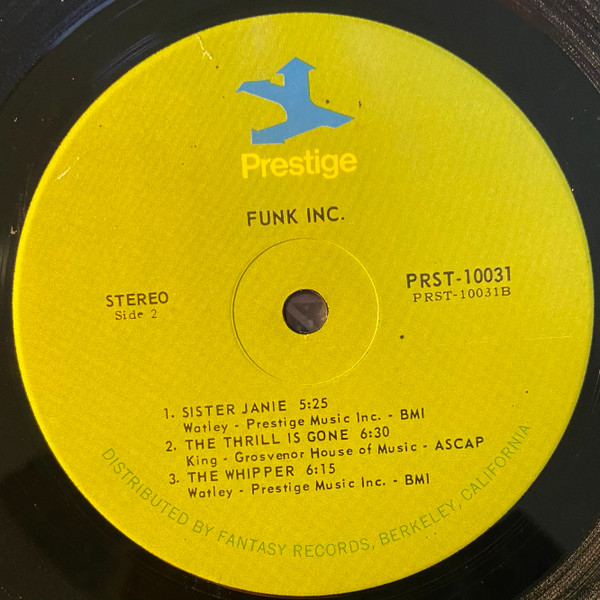 Prestige
FUNK INC.
STEREO
Side 2
PRST-10031
PRST-10031B
1. SISTER JANIE 5:25
Watley - Prestige Music Inc. - BMI
2. THE THRILL IS GONE 6:30
King - Grosvenor House of Music - ASCAP
3. THE WHIPPER 6:15
Watley - Prestige Music Inc. - BMI
DISTRIBUTED BY FANTASY RECORDS, BERKELEY, CALIFORNIA